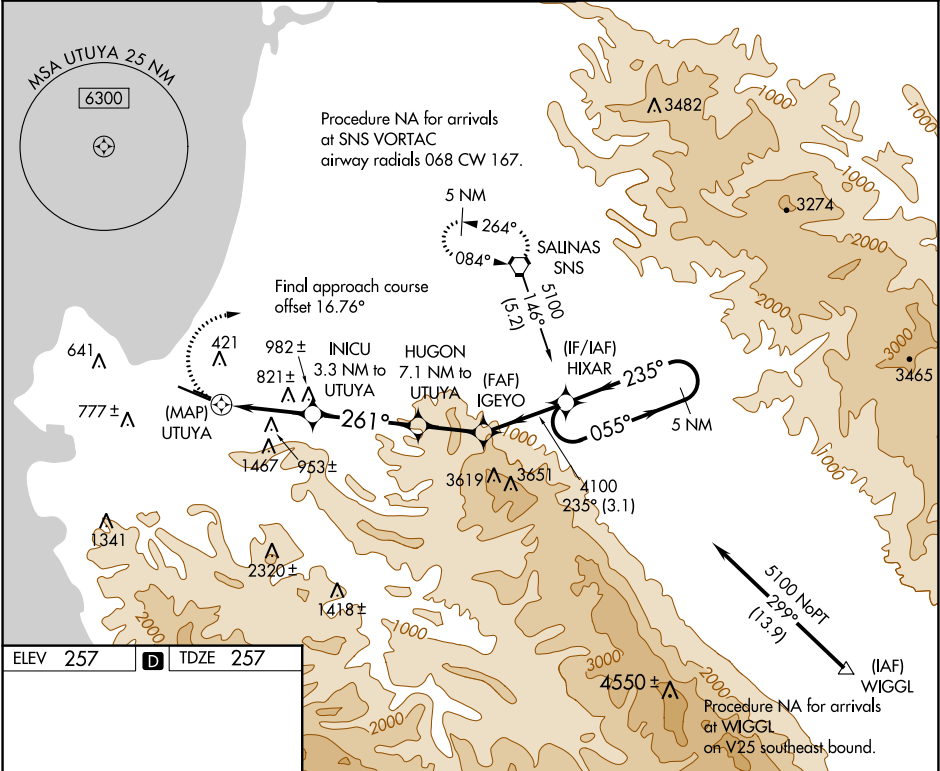 MSA UTUYA 25 NM
6300
Procedure NA for arrivals
at SNS VORTAC
airway radials 068 CW 167.
5 NM
264°
084°
SALINAS
SNS
5100
146°
(5.2)
3482
1000
1000
1000
3274
2000
2000
3000
3465
1000
Final approach course
offset 16.76°
641
421
982±
821±
777±
(MAP)
UTUYA
INICU
3.3 NM to
UTUYA
HUGON
7.1 NM to
UTUYA
(FAF)
IGEYO
(IF/IAF)
HIXAR
235°
055°
5 NM
261°
1000
1467
953±
3619
3651
4100
235° (3.1)
1341
2320±
1418±
2000
1000
3000
2000
2000
4550±
5100 NoPT
299°
(13.9)
(IAF)
WIGGL
Procedure NA for arrivals
at WIGGL
on V25 southeast bound.
ELEV 257
D
TDZE 257